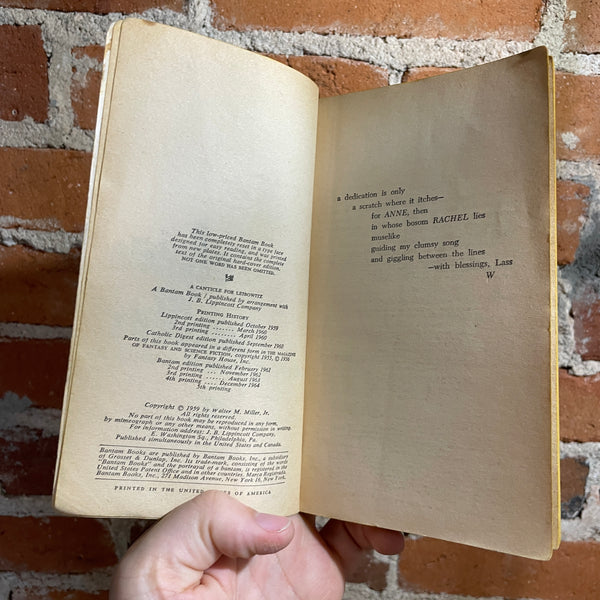 This low-priced Bantam Book
has been completely reset in a type face
designed for easy reading, and was printed
from new plates. It contains the complete
text of the original hard-cover edition.
NOT ONE WORD HAS BEEN OMITTED.
A CANTICLE FOR LEIBOWITZ
A Bantam Book / published by arrangement with
J. B. Lippincott Company
PRINTING HISTORY
Lippincott edition published October 1959
2nd printing ....... March 1960
3rd printing ....... April 1960
Catholic Digest edition published September 1960
Parts of this book appeared in a different form in THE MAGAZINE
OF FANTASY AND SCIENCE FICTION, copyright 1955, © 1956
by Fantasy House, Inc.
Bantam edition published February 1961
2nd printing ... November 1962
3rd printing ..... August 1963
4th printing .... December 1964
5th printing
Copyright © 1959 by Walter M. Miller, Jr.
All rights reserved.
No part of this book may be reproduced in any form,
by mimeograph or any other means, without permission in writing.
For information address: J. B. Lippincott Company,
E. Washington Sq., Philadelphia, Pa.
Published simultaneously in the United States and Canada.
Bantam Books are published by Bantam Books, Inc., a subsidiary
of Grosset & Dunlap, Inc. Its trade-mark, consisting of the words
"Bantam Books" and the portrayal of a bantam, is registered in the
United States Patent Office and in other countries. Marca Registrada.
Bantam Books, Inc., 271 Madison Avenue, New York 16, New York.
PRINTED IN THE UNITED OF AMERICA
a dedication is only
a scratch where it itches—
for ANNE, then
in whose bosom RACHEL lies
muselike
guiding my clumsy song
and giggling between the lines
—with blessings, Lass
W